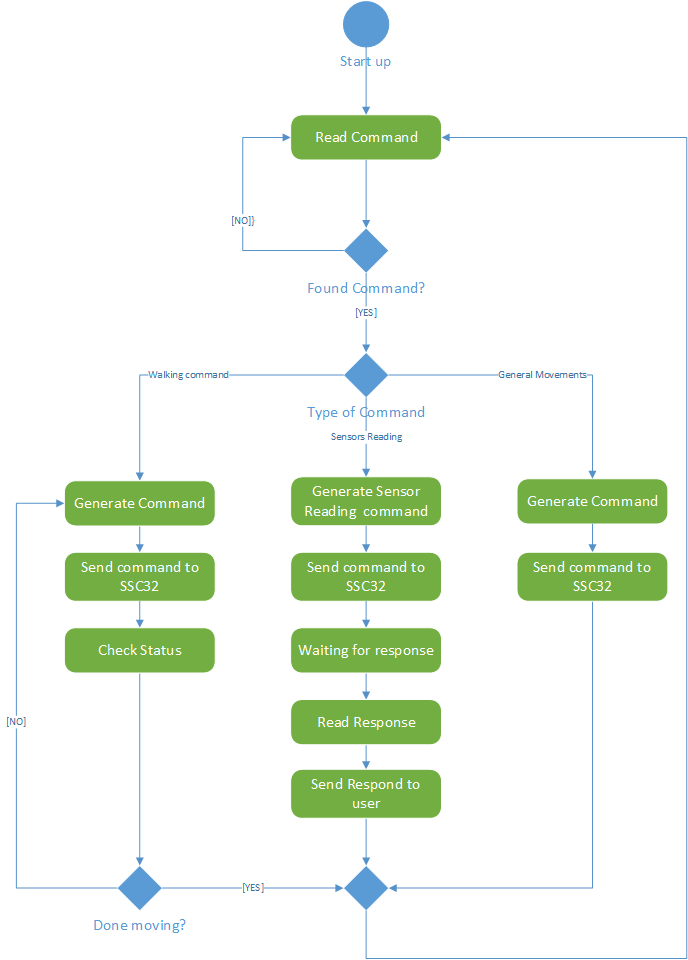 Start up
Read Command
[NO]}
Found Command?
[YES]
Walking command
General Movements
Type of Command
Sensors Reading
Generate Command
Generate Sensor
Reading command
Generate Command
Send command to
SSC32
Send command to
SSC32
Send command to
SSC32
Check Status
Waiting for response
[NO]
Read Response
Send Respond to
user
[YES]
Done moving?